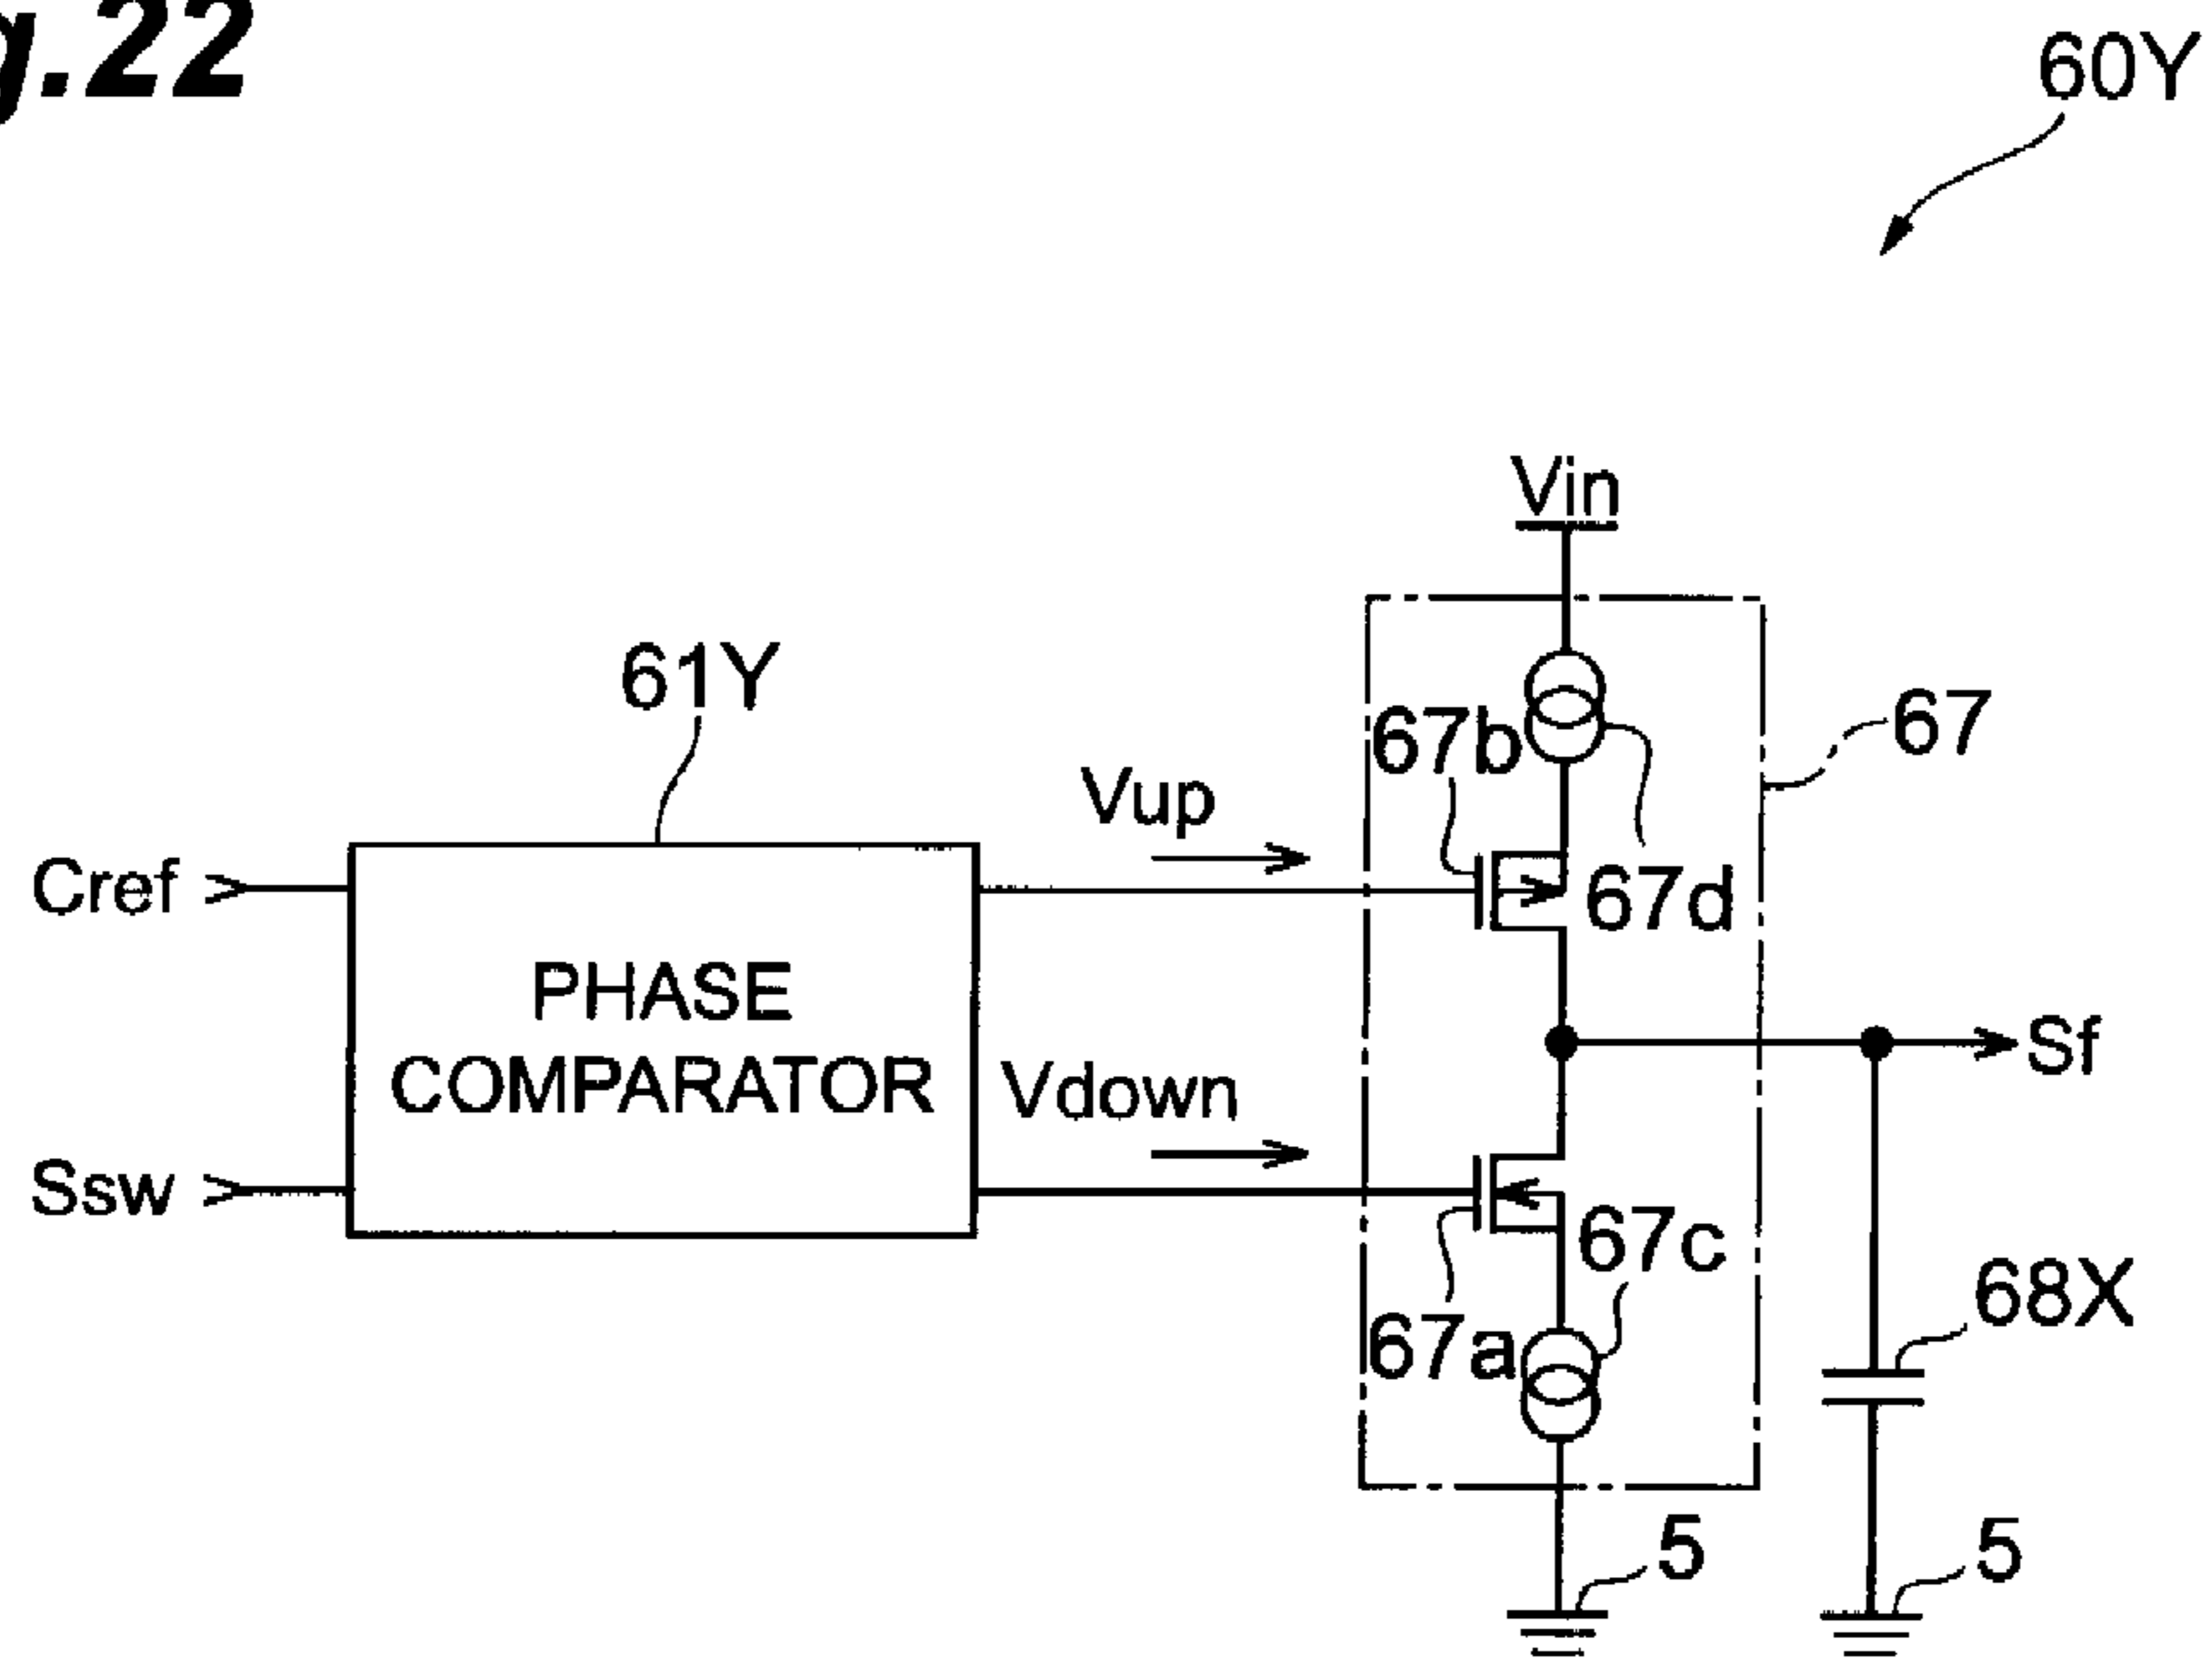 g.22
60Y
Vin
61Y
67b
67
Vup
Cref
67d
PHASE
COMPARATOR
Sf
Vdown
Ssw
67c
68X
67a
5
5